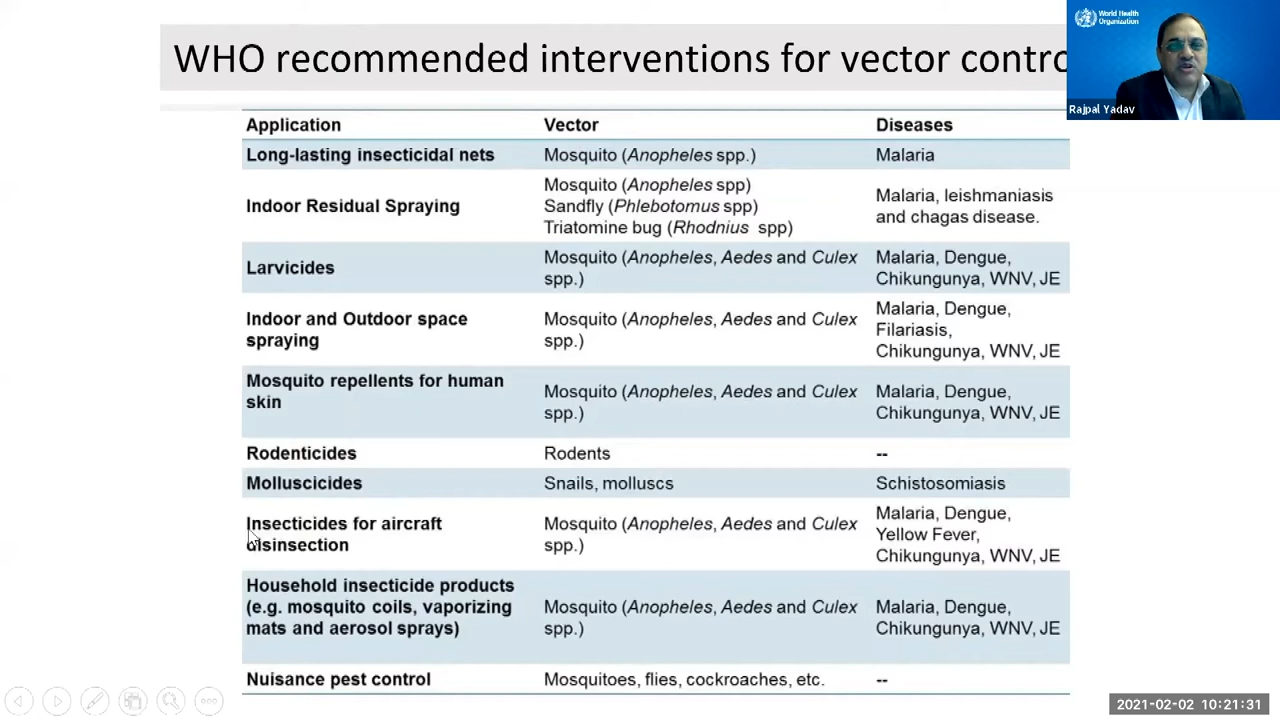 WHO recommended interventions for vector contro
World Health
Organization
Rajpal Yadav
Application Vector Diseases
Long-lasting insecticidal nets Mosquito (Anopheles spp.) Malaria
Indoor Residual Spraying
Mosquito (Anopheles spp)
Sandfly (Phlebotomus spp)
Triatomine bug (Rhodnius spp)
Malaria, leishmaniasis
and chagas disease.
Larvicides
Mosquito (Anopheles, Aedes and Culex
spp.)
Malaria, Dengue,
Chikungunya, WNV, JE
Indoor and Outdoor space
spraying
Mosquito (Anopheles, Aedes and Culex
spp.)
Malaria, Dengue,
Filariasis,
Chikungunya, WNV, JE
Mosquito repellents for human
skin
Mosquito (Anopheles, Aedes and Culex
spp.)
Malaria, Dengue,
Chikungunya, WNV, JE
Rodenticides Rodents --
Molluscicides Snails, molluscs Schistosomiasis
Insecticides for aircraft
disinsection
Mosquito (Anopheles, Aedes and Culex
spp.)
Malaria, Dengue,
Yellow Fever,
Chikungunya, WNV, JE
Household insecticide products
(e.g. mosquito coils, vaporizing
mats and aerosol sprays)
Mosquito (Anopheles, Aedes and Culex
spp.)
Malaria, Dengue,
Chikungunya, WNV, JE
Nuisance pest control Mosquitoes, flies, cockroaches, etc. --
2021-02-02 10:21:31